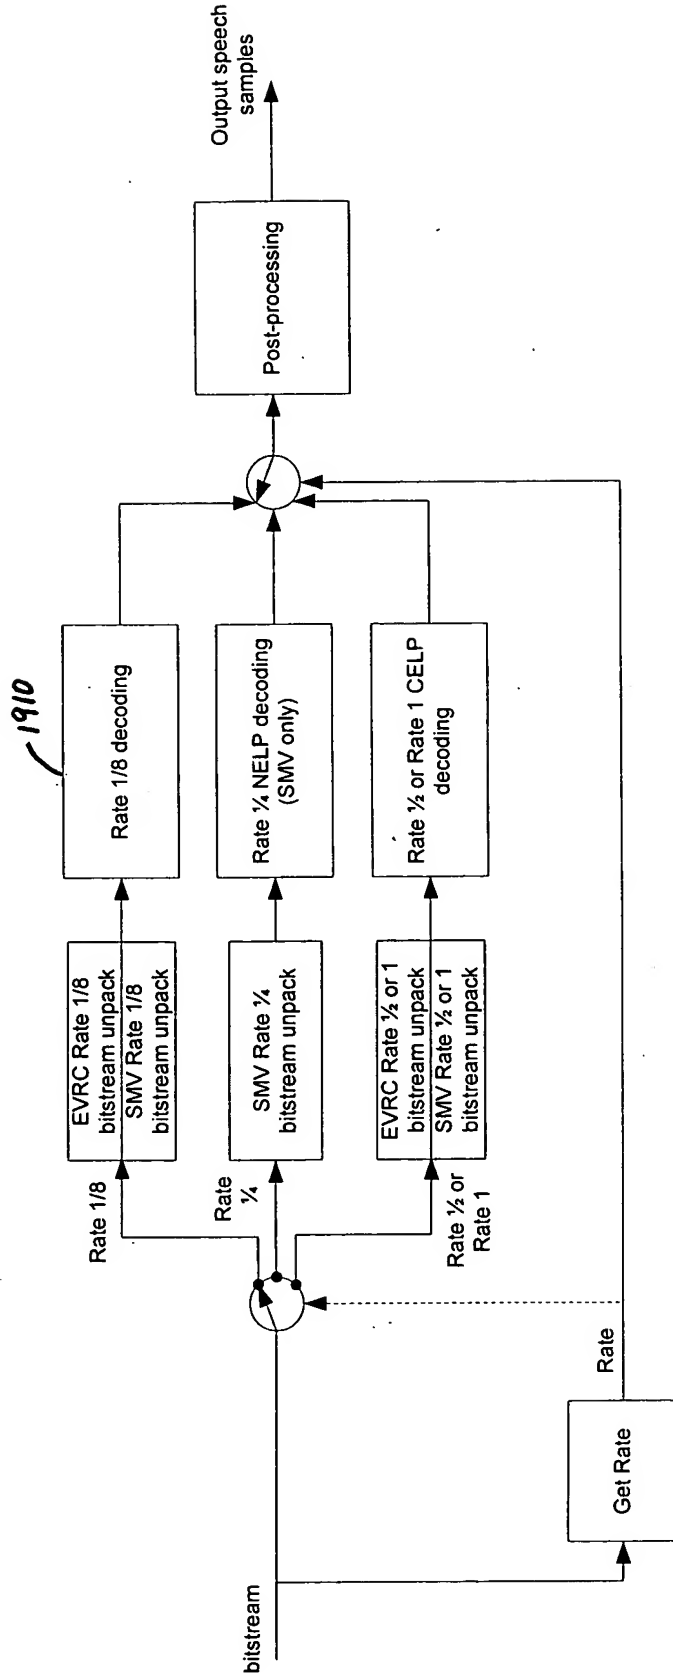 bitstream
Get Rate
Rate
Rate 1/8
Rate
¼
Rate ½ or
Rate 1
EVRC Rate 1/8
bitstream unpack
SMV Rate 1/8
bitstream unpack
SMV Rate ¼
bitstream unpack
EVRC Rate ½ or 1
bitstream unpack
SMV Rate ½ or 1
bitstream unpack
1910
Rate 1/8 decoding
Rate ¼ NELP decoding
(SMV only)
Rate ½ or Rate 1 CELP
decoding
Post-processing
Output speech
samples